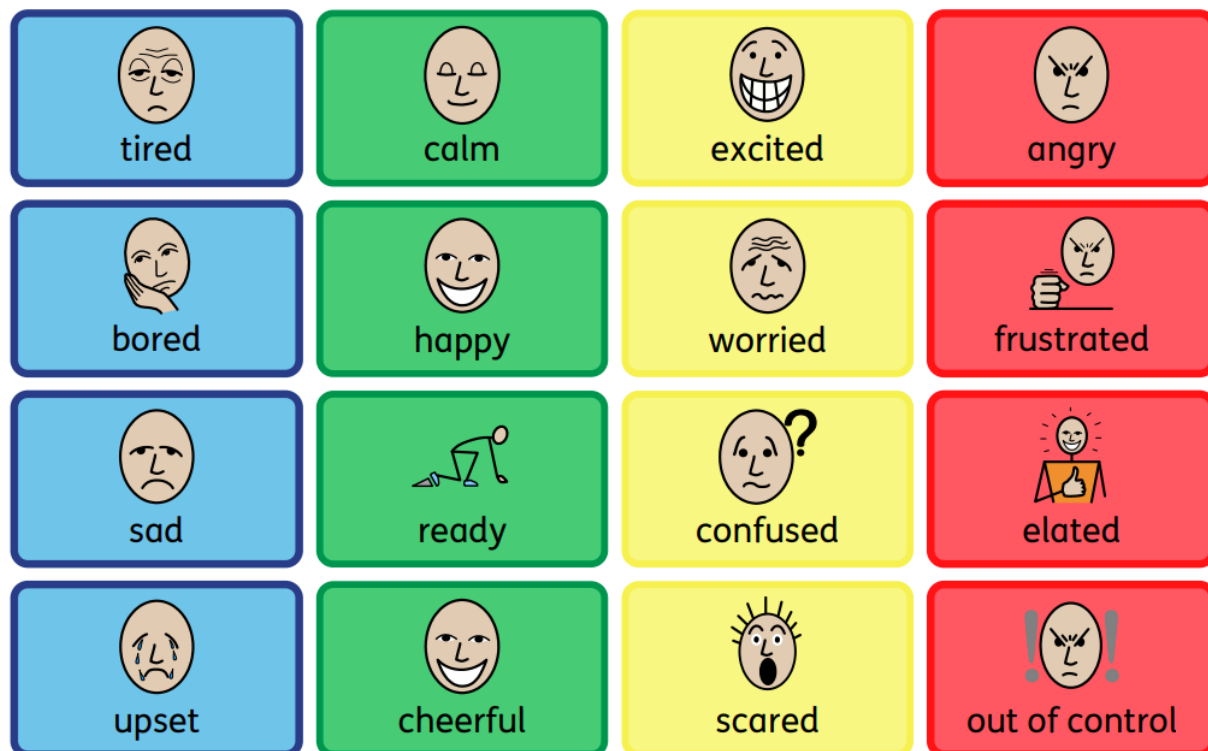 tired calm excited angry
bored happy worried frustrated
?
sad ready confused elated
! !
upset cheerful scared out of control